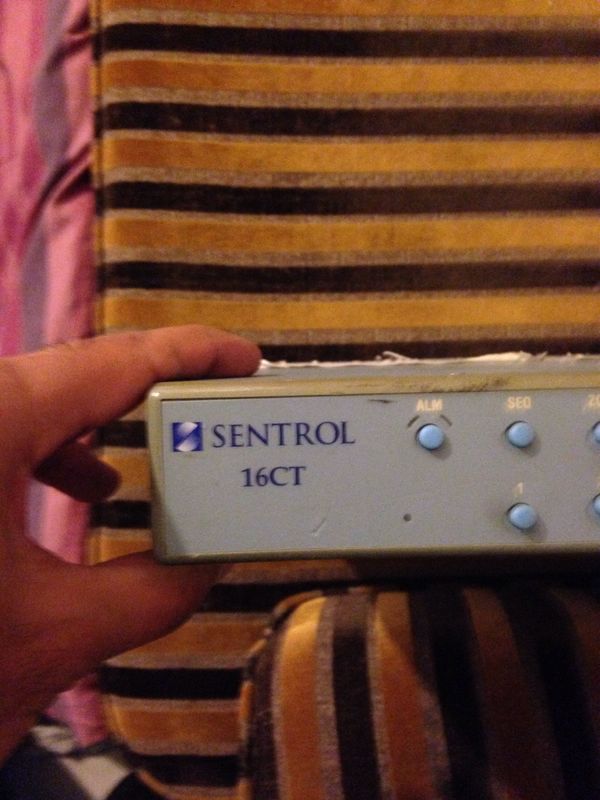 SENTROL
16CT
ALM
SEQ
1